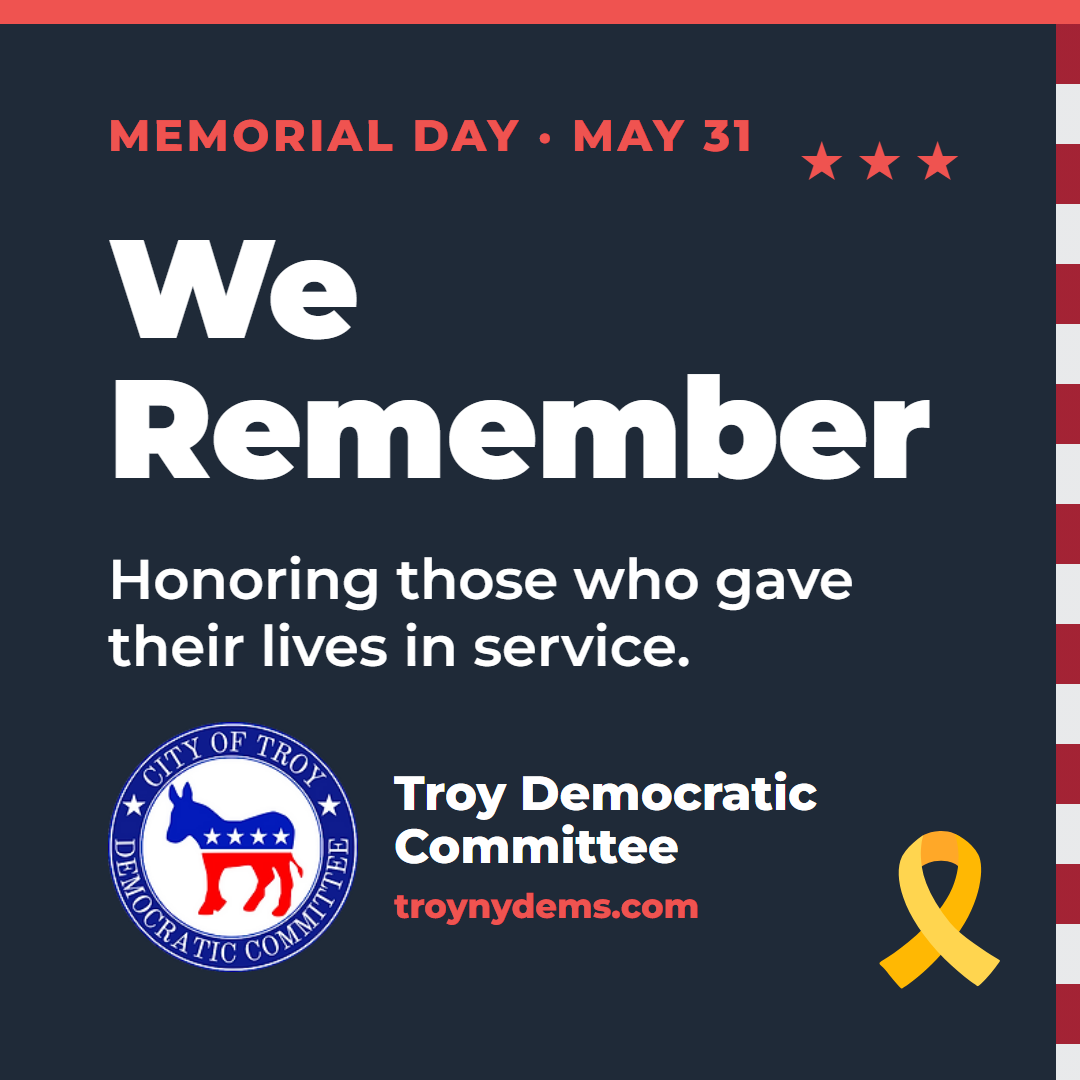 MEMORIAL DAY • MAY 31
We
Remember
Honoring those who gave
their lives in service.
CITY OF TROY
DEMOCRATIC COMMITTEE
Troy Democratic
Committee
troynydems.com